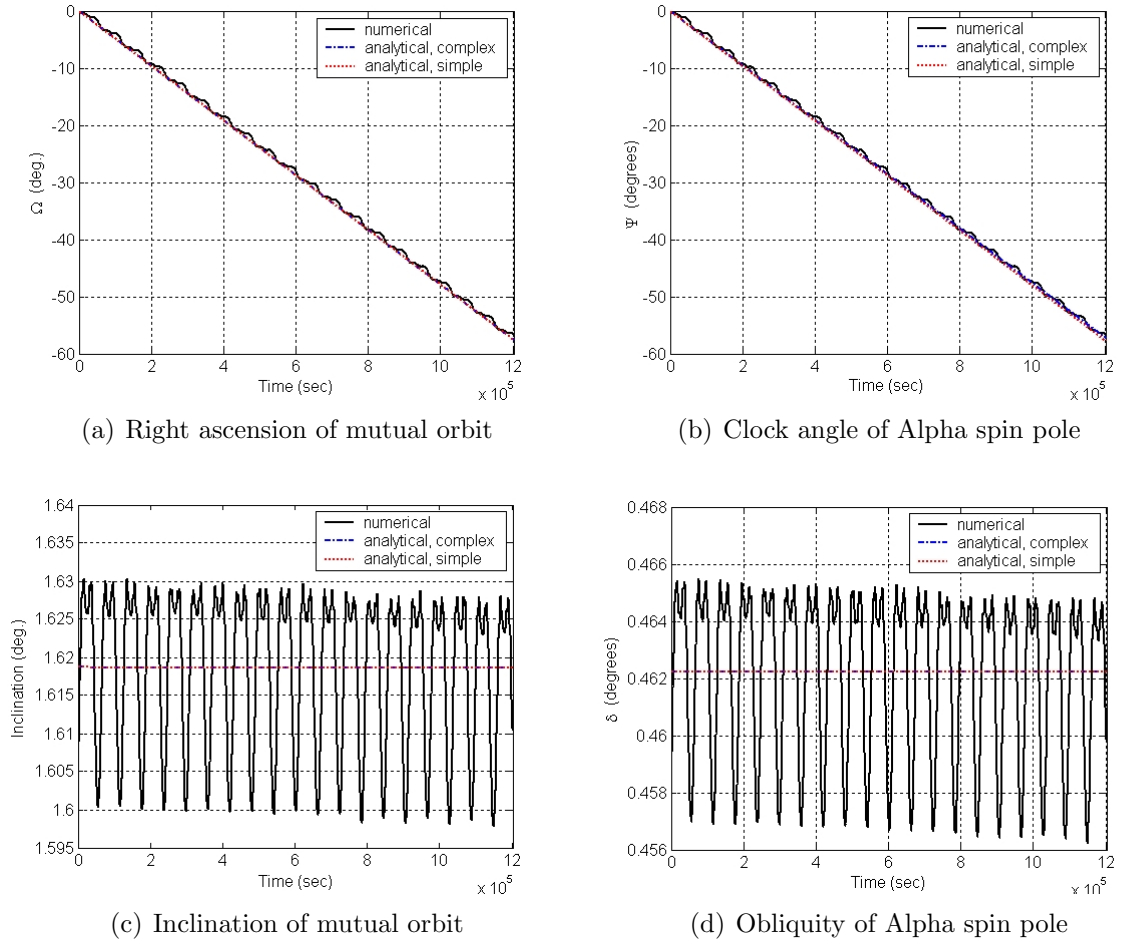 numerical
analytical, complex
analytical, simple
0
-10
-20
-30
-40
-50
-60
Ω (deg.)
0 2 4 6 8 10 12
Time (sec)
x 10^5
(a) Right ascension of mutual orbit
numerical
analytical, complex
analytical, simple
0
-10
-20
-30
-40
-50
-60
Ψ (degrees)
0 2 4 6 8 10 12
Time (sec)
x 10^5
(b) Clock angle of Alpha spin pole
numerical
analytical, complex
analytical, simple
1.64
1.635
1.63
1.625
1.62
1.615
1.61
1.605
1.6
1.595
Inclination (deg.)
0 2 4 6 8 10 12
Time (sec)
x 10^5
(c) Inclination of mutual orbit
numerical
analytical, complex
analytical, simple
0.468
0.466
0.464
0.462
0.46
0.458
0.456
δ (degrees)
0 2 4 6 8 10 12
Time (sec)
x 10^5
(d) Obliquity of Alpha spin pole